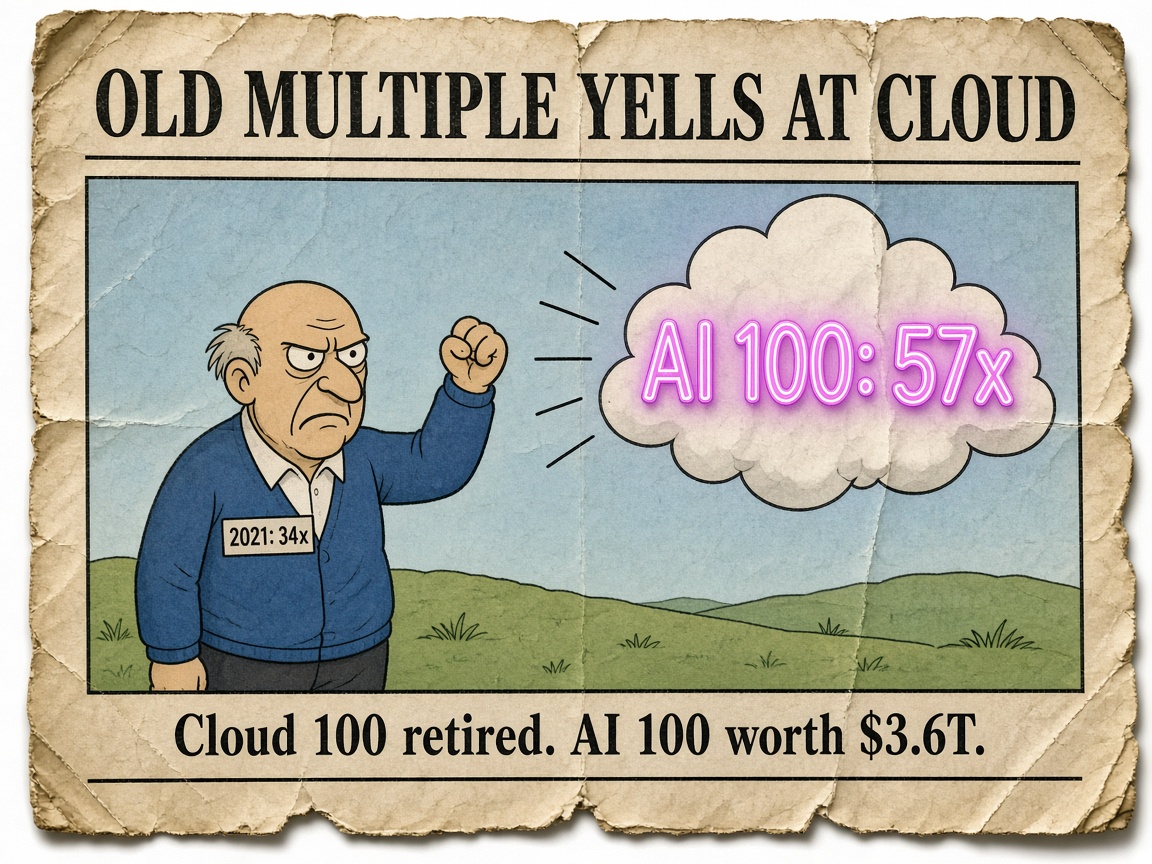 OLD MULTIPLE YELLS AT CLOUD
AI 100: 57x
2021: 34x
Cloud 100 retired. AI 100 worth $3.6T.